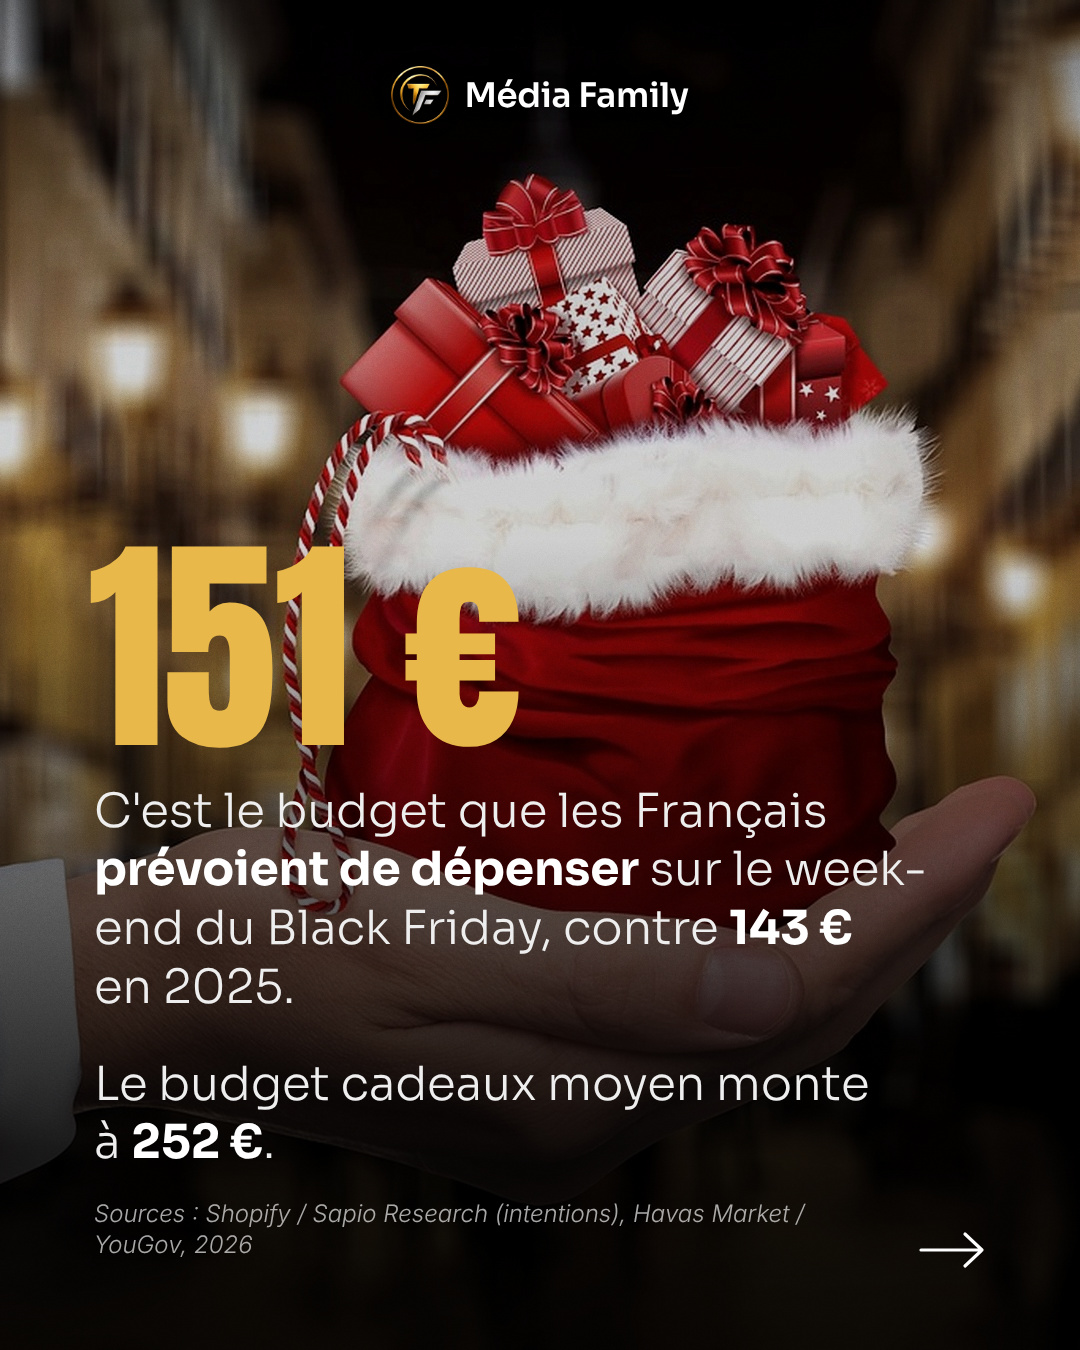 TF Média Family
151 €
C'est le budget que les Français
prévoient de dépenser sur le week-
end du Black Friday, contre 143 €
en 2025.
Le budget cadeaux moyen monte
à 252 €.
Sources : Shopify / Sapio Research (intentions), Havas Market /
YouGov, 2026